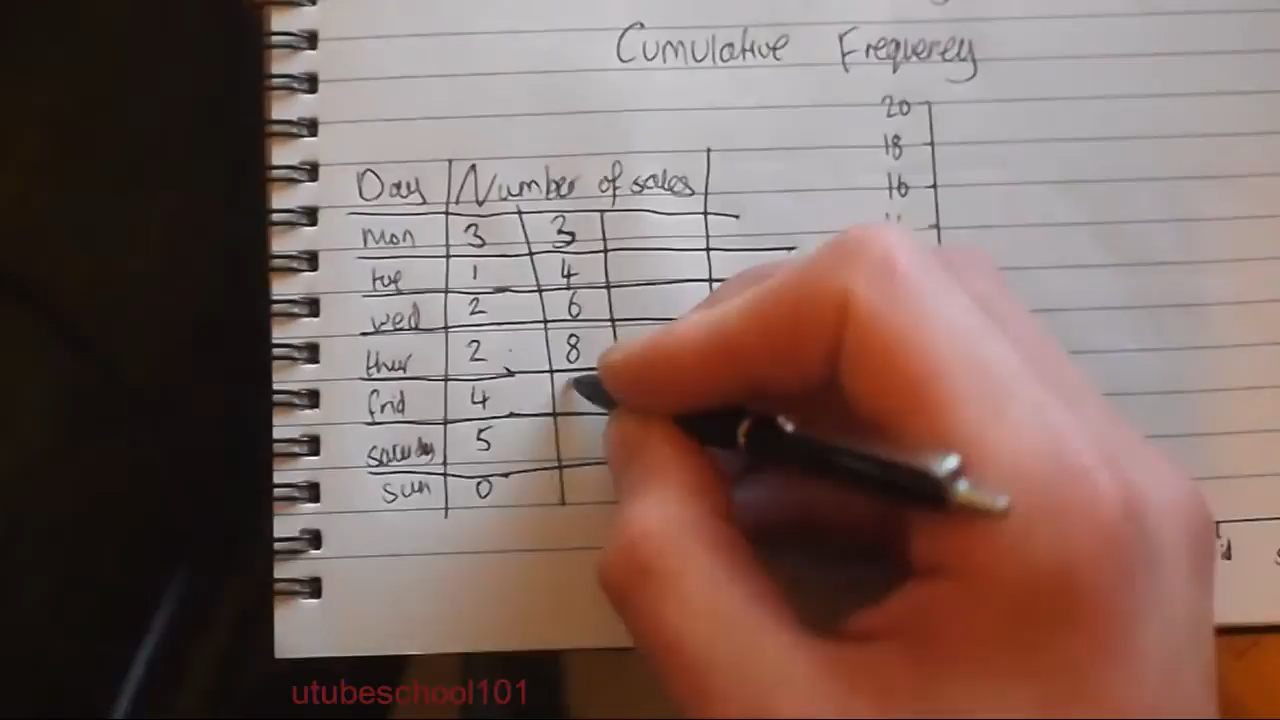 Cumulative Frequency
20
18
16
Day Number of sales
Mon 3 3
tue 1 4
wed 2 6
thur 2 8
frid 4
5
sun 0
utubeschool101